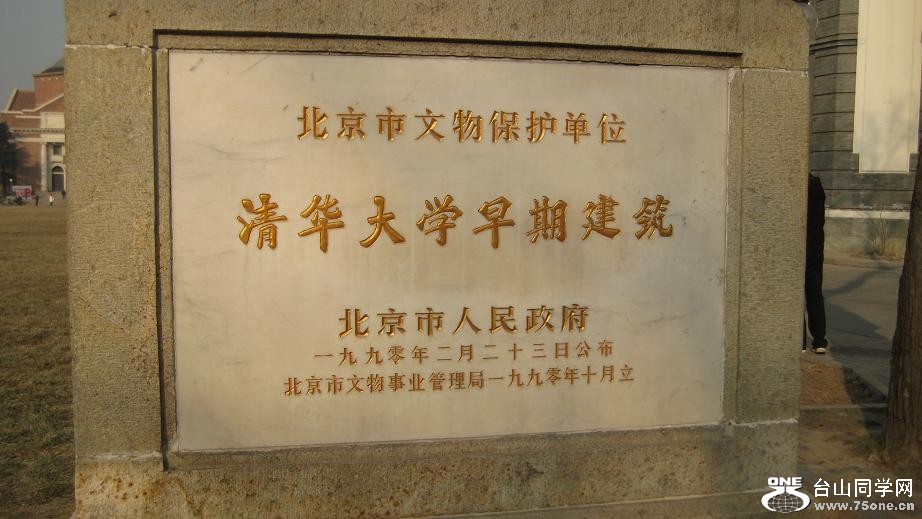 北京市文物保护单位
清华大学早期建筑
北京市人民政府
一九九零年二月二十三日公布
北京市文物事业管理局一九九零年十月立
ONE 台山同学网
www.75one.cn